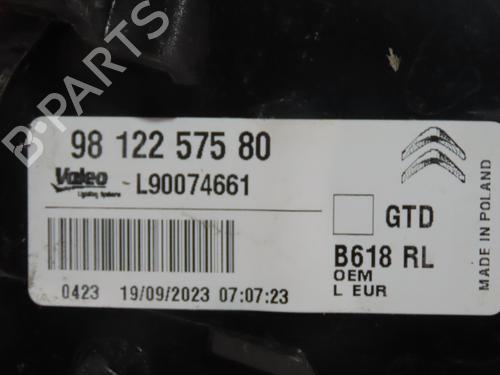 B-PARTS
98 122 575 80
Valeo
Lighting Systems
L90074661
GTD
B618 RL
OEM
L EUR
0423 19/09/2023 07:07:23
MADE IN POLAND